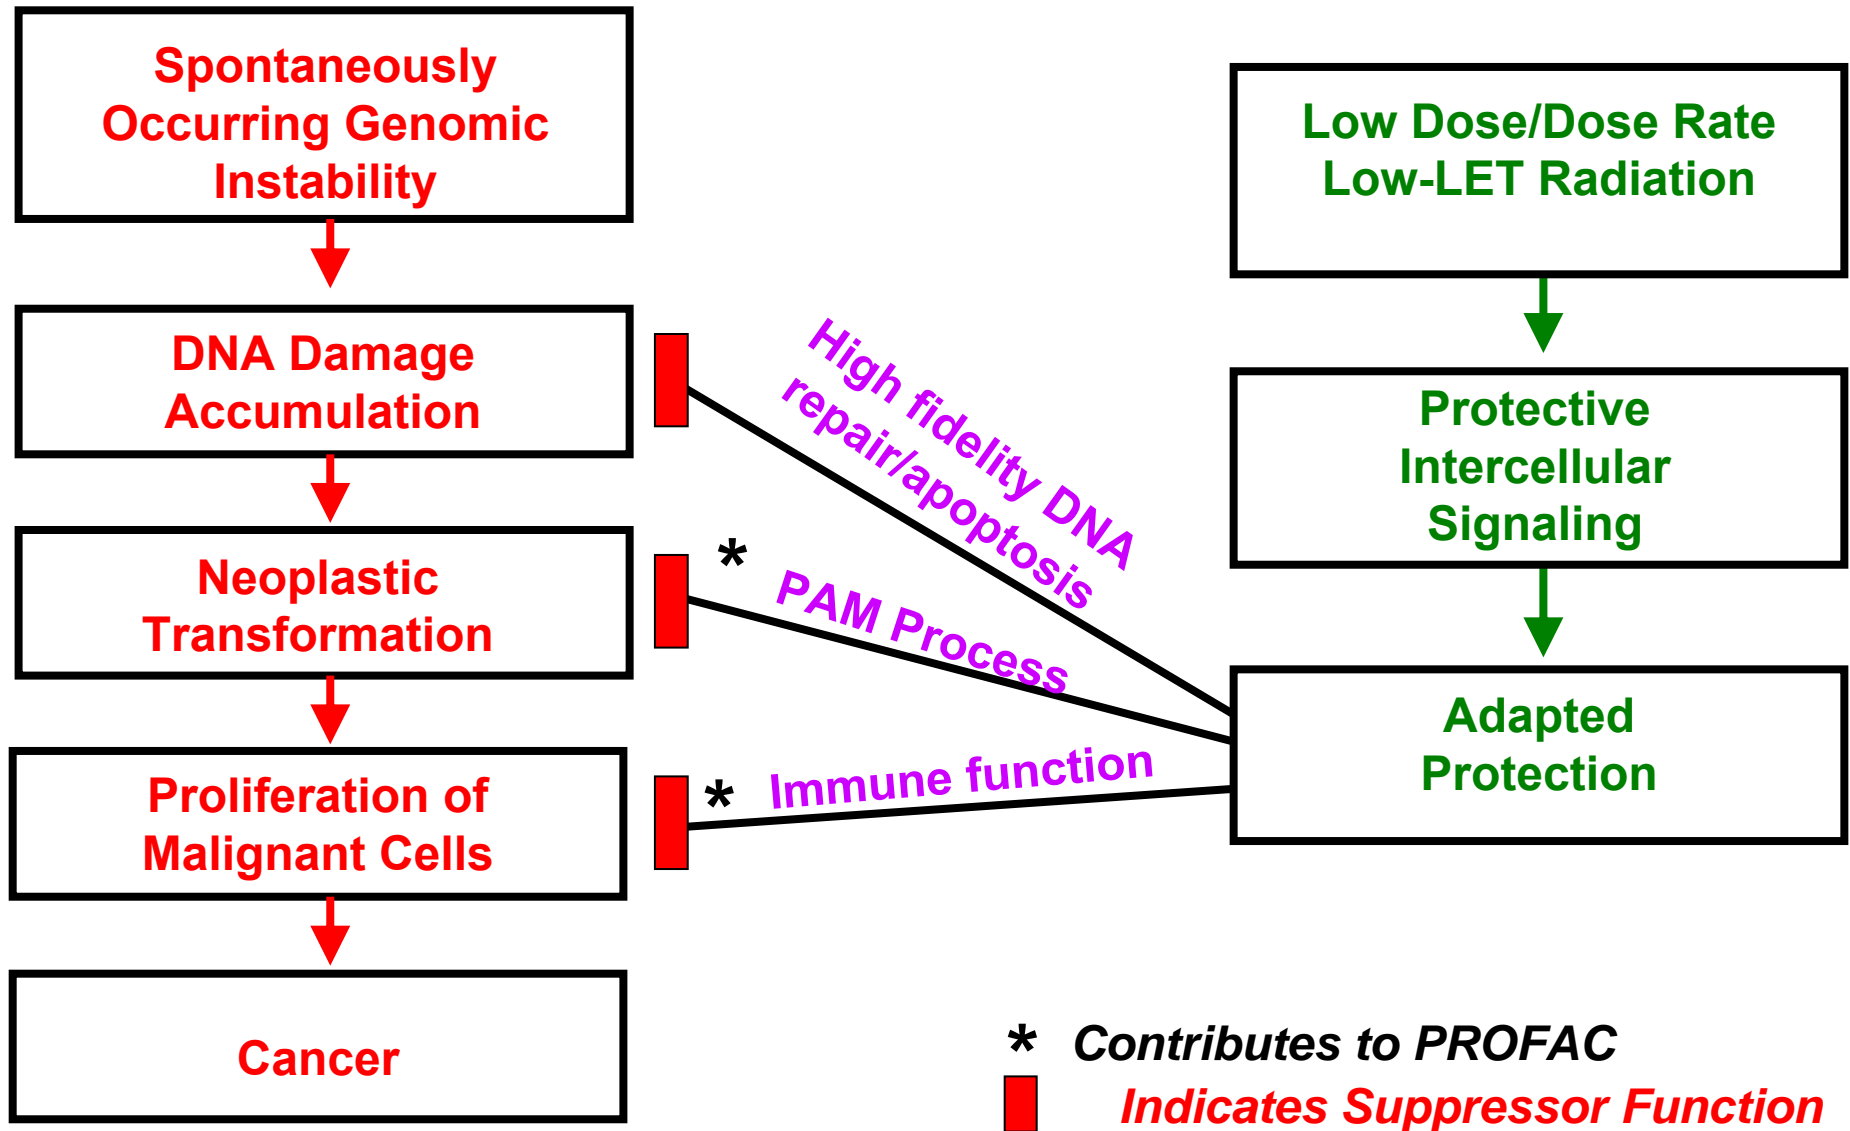 Spontaneously
Occurring Genomic
Instability
DNA Damage
Accumulation
Neoplastic
Transformation
Proliferation of
Malignant Cells
Cancer
High fidelity DNA
repair/apoptosis
* PAM Process
* Immune function
Low Dose/Dose Rate
Low-LET Radiation
Protective
Intercellular
Signaling
Adapted
Protection
* Contributes to PROFAC
Indicates Suppressor Function